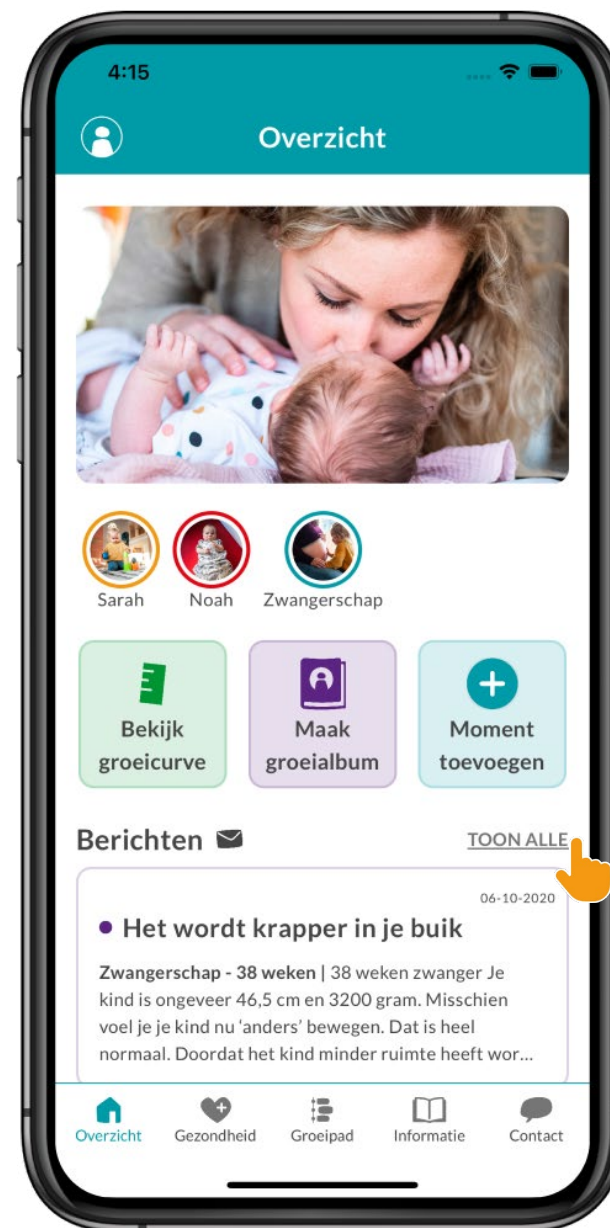 4:15
Overzicht
Sarah
Noah
Zwangerschap
Bekijk
groeicurve
Maak
groeialbum
Moment
toevoegen
Berichten
TOON ALLE
06-10-2020
Het wordt krapper in je buik
Zwangerschap - 38 weken | 38 weken zwanger Je
kind is ongeveer 46,5 cm en 3200 gram. Misschien
voel je je kind nu ‘anders’ bewegen. Dat is heel
normaal. Doordat het kind minder ruimte heeft wor...
Overzicht
Gezondheid
Groeipad
Informatie
Contact